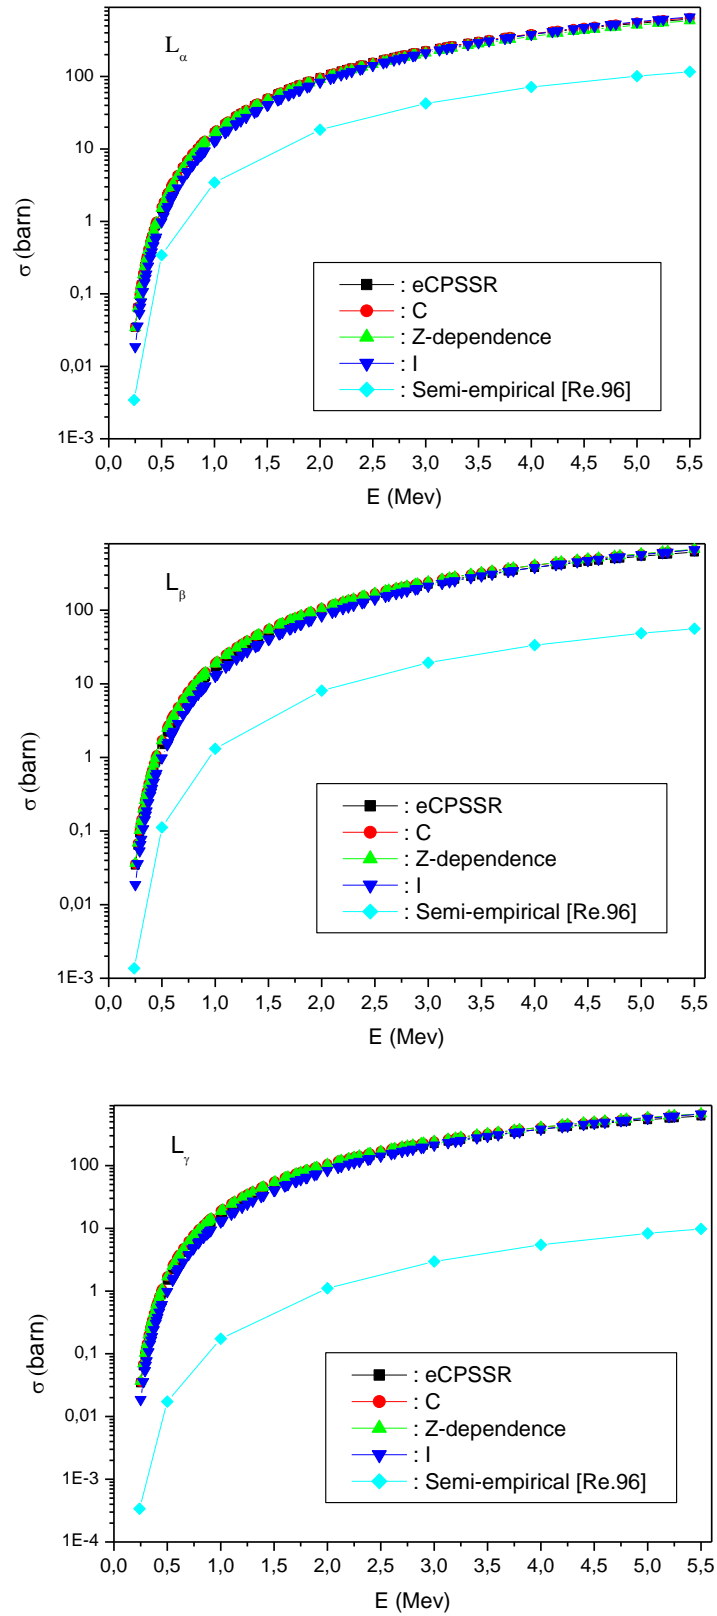 L_α
σ (barn)
100
10
1
0,1
0,01
1E-3
: eCPSSR
: C
: Z-dependence
: I
: Semi-empirical [Re.96]
0,0 0,5 1,0 1,5 2,0 2,5 3,0 3,5 4,0 4,5 5,0 5,5
E (Mev)
L_β
σ (barn)
100
10
1
0,1
0,01
1E-3
: eCPSSR
: C
: Z-dependence
: I
: Semi-empirical [Re.96]
0,0 0,5 1,0 1,5 2,0 2,5 3,0 3,5 4,0 4,5 5,0 5,5
E (Mev)
L_γ
σ (barn)
100
10
1
0,1
0,01
1E-3
1E-4
: eCPSSR
: C
: Z-dependence
: I
: Semi-empirical [Re.96]
0,0 0,5 1,0 1,5 2,0 2,5 3,0 3,5 4,0 4,5 5,0 5,5
E (Mev)